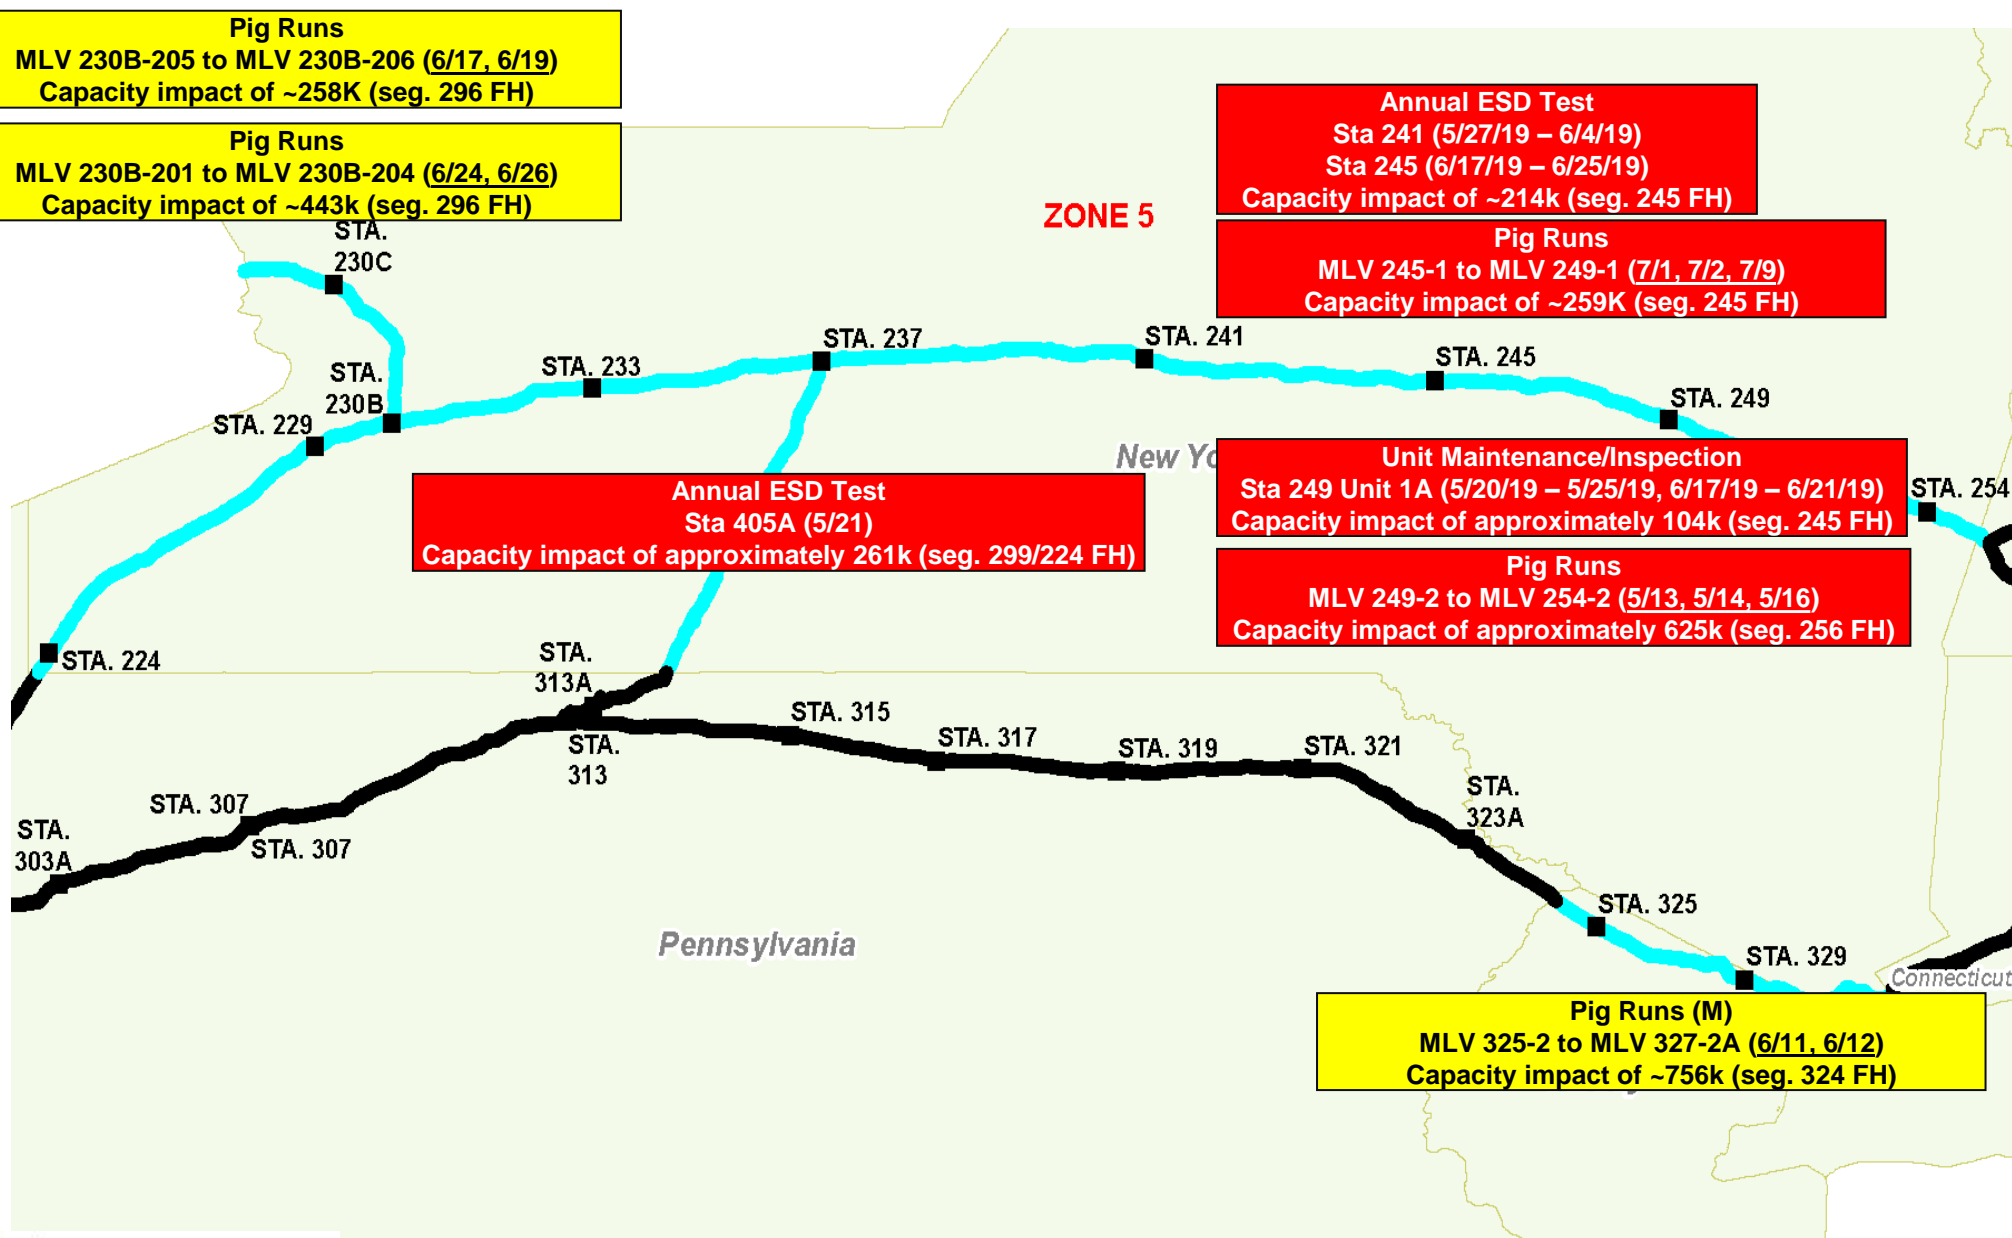 Pig Runs
MLV 230B-205 to MLV 230B-206 (6/17, 6/19)
Capacity impact of ~258K (seg. 296 FH)
Pig Runs
MLV 230B-201 to MLV 230B-204 (6/24, 6/26)
Capacity impact of ~443k (seg. 296 FH)
Annual ESD Test
Sta 241 (5/27/19 – 6/4/19)
Sta 245 (6/17/19 – 6/25/19)
Capacity impact of ~214k (seg. 245 FH)
ZONE 5
Pig Runs
MLV 245-1 to MLV 249-1 (7/1, 7/2, 7/9)
Capacity impact of ~259K (seg. 245 FH)
STA.
230C
STA. 237
STA. 241
STA. 245
STA. 233
STA.
230B
STA. 229
STA. 249
New Yo
Unit Maintenance/Inspection
Sta 249 Unit 1A (5/20/19 – 5/25/19, 6/17/19 – 6/21/19)
Capacity impact of approximately 104k (seg. 245 FH)
STA. 254
Annual ESD Test
Sta 405A (5/21)
Capacity impact of approximately 261k (seg. 299/224 FH)
Pig Runs
MLV 249-2 to MLV 254-2 (5/13, 5/14, 5/16)
Capacity impact of approximately 625k (seg. 256 FH)
STA. 224
STA.
313A
STA. 315
STA.
313
STA. 317
STA. 319
STA. 321
STA.
323A
STA. 307
STA. 307
STA.
303A
STA. 325
Pennsylvania
STA. 329
Connecticut
Pig Runs (M)
MLV 325-2 to MLV 327-2A (6/11, 6/12)
Capacity impact of ~756k (seg. 324 FH)